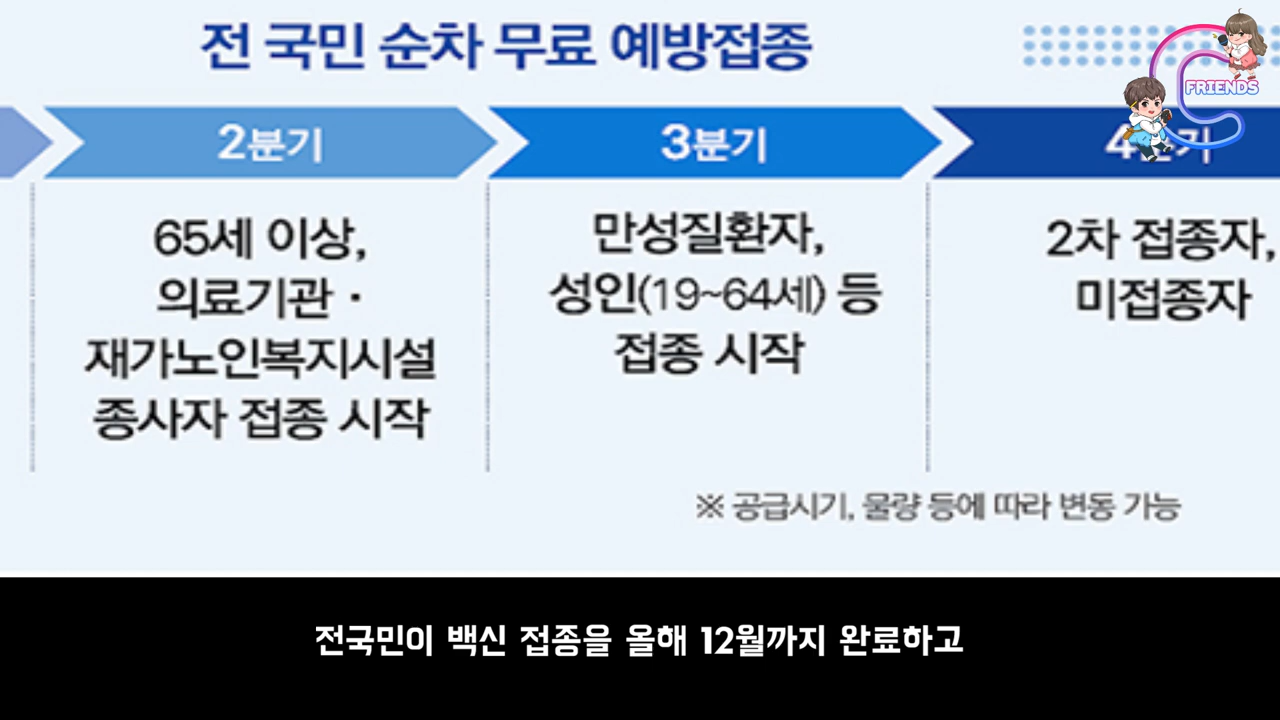 전 국민 순차 무료 예방접종
FRIENDS
2분기
3분기
4분기
65세 이상,
의료기관·
재가노인복지시설
종사자 접종 시작
만성질환자,
성인(19~64세) 등
접종 시작
2차 접종자,
미접종자
※ 공급시기, 물량 등에 따라 변동 가능
전국민이 백신 접종을 올해 12월까지 완료하고